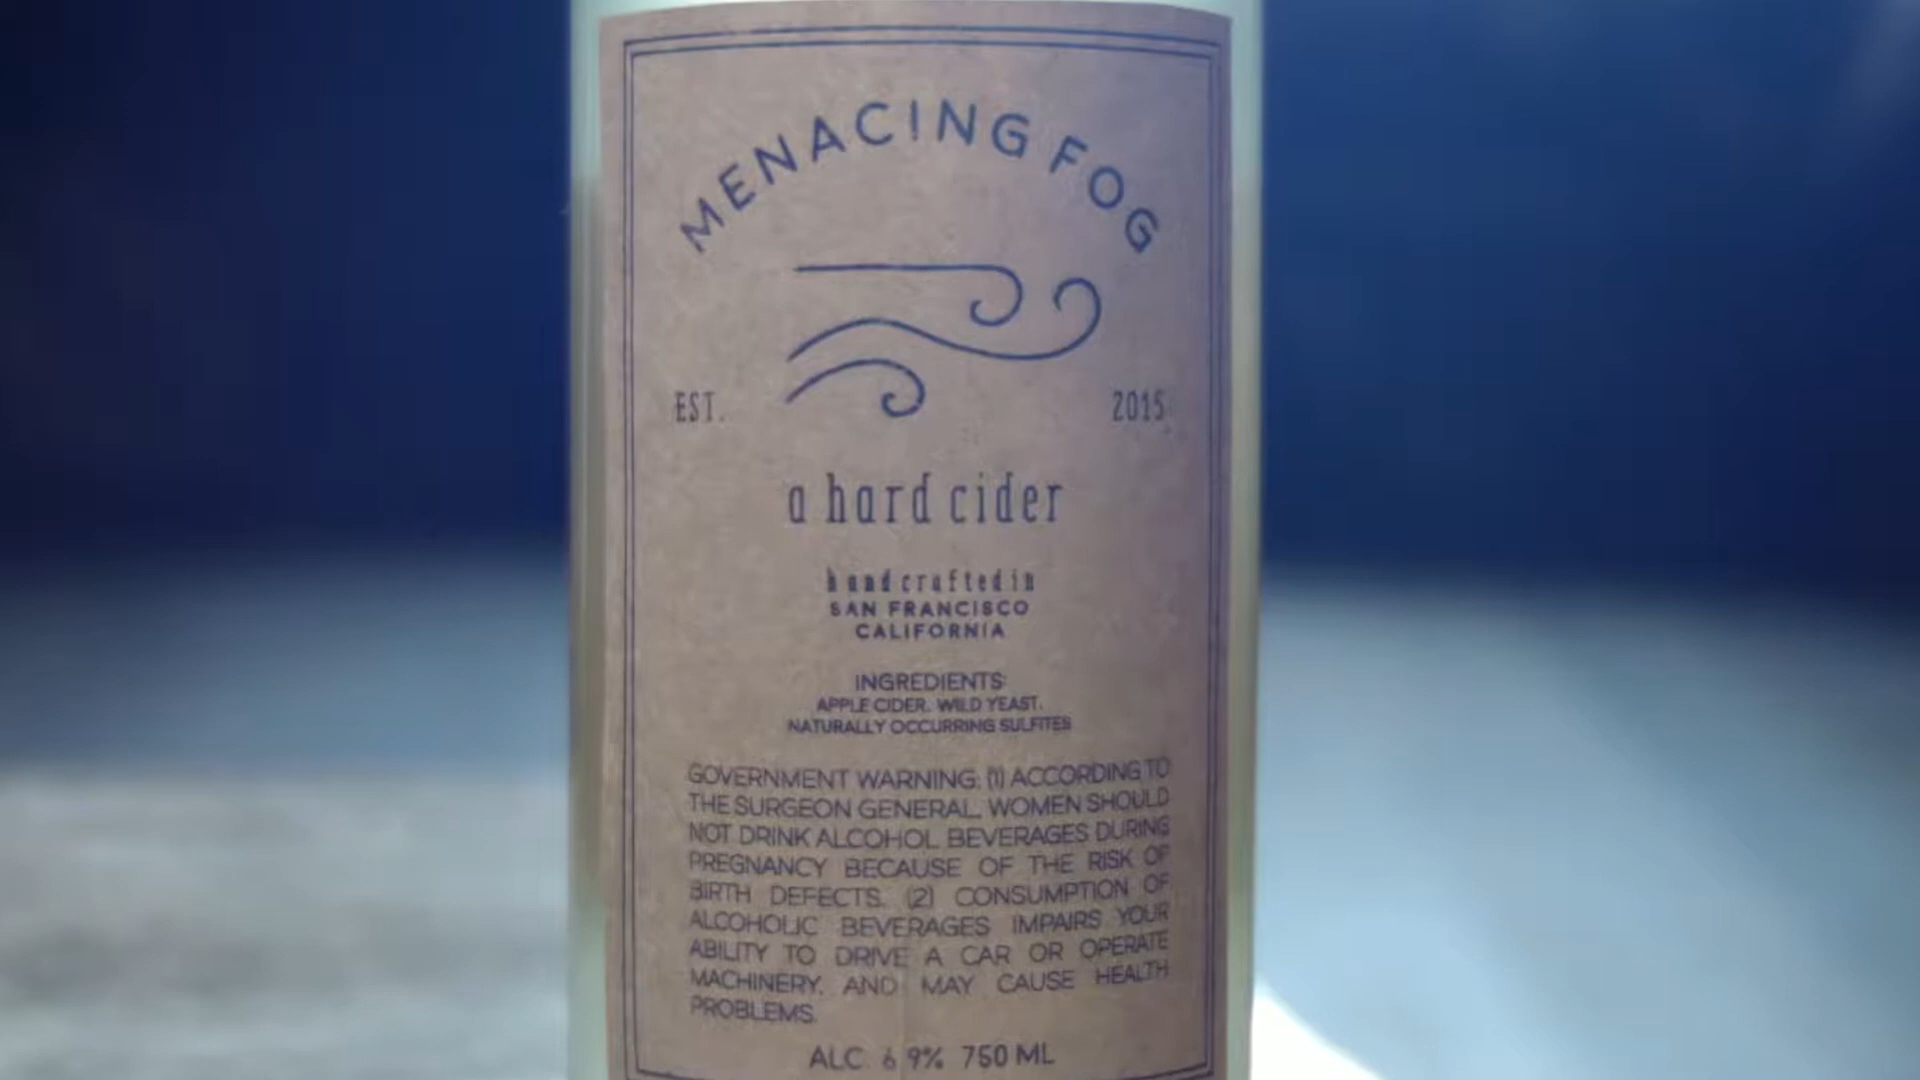 MENACING FOG
EST. 2015
a hard cider
handcrafted in
SAN FRANCISCO
CALIFORNIA
INGREDIENTS:
APPLE CIDER, WILD YEAST,
NATURALLY OCCURRING SULFITES
GOVERNMENT WARNING: (1) ACCORDING TO
THE SURGEON GENERAL, WOMEN SHOULD
NOT DRINK ALCOHOL BEVERAGES DURING
PREGNANCY BECAUSE OF THE RISK OF
BIRTH DEFECTS. (2) CONSUMPTION OF
ALCOHOLIC BEVERAGES IMPAIRS YOUR
ABILITY TO DRIVE A CAR OR OPERATE
MACHINERY, AND MAY CAUSE HEALTH
PROBLEMS.
ALC. 6.9% 750 ML